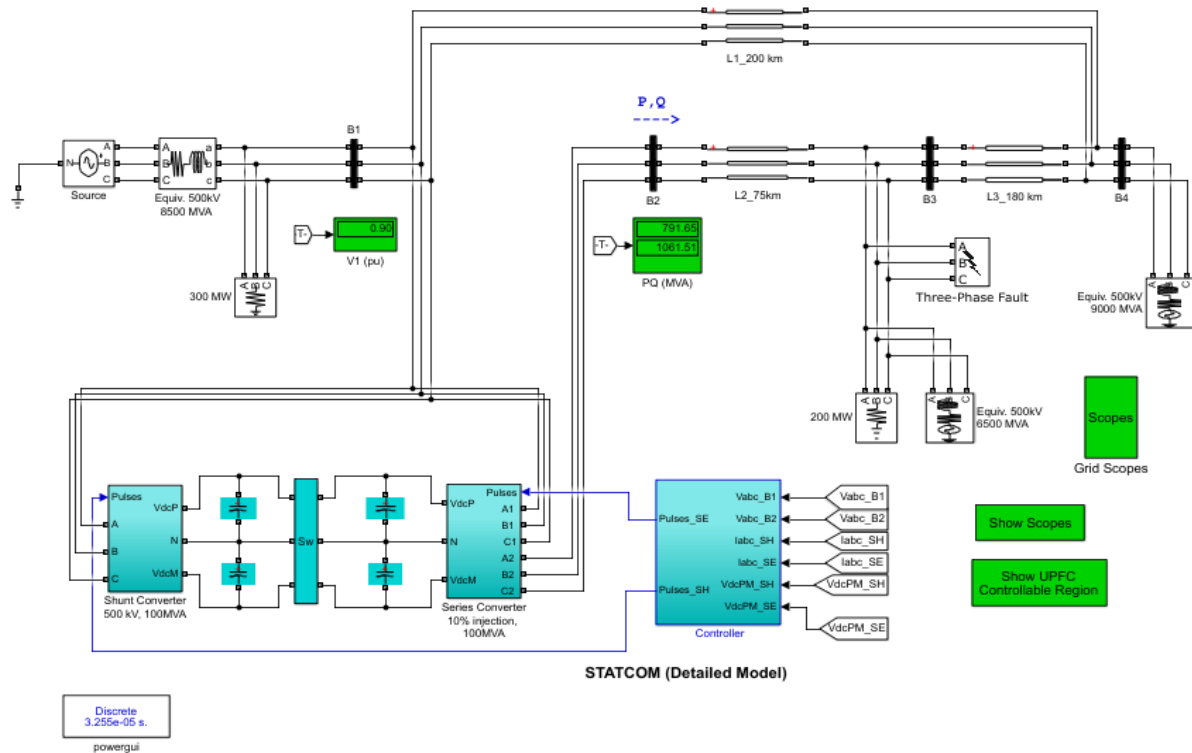 L1_200 km
P,Q
---->
B1
B2
B3
B4
N
A
B
C
A
B
C
a
b
c
Source
Equiv. 500kV
8500 MVA
L2_75km
L3_180 km
-T-
0.90
V1 (pu)
-T-
791.65
1061.51
PQ (MVA)
A
B
C
Three-Phase Fault
A B C
300 MW
A B C
Equiv. 500kV
9000 MVA
A B C
200 MW
A B C
Equiv. 500kV
6500 MVA
Scopes
Grid Scopes
Pulses
A
B
C
VdcP
N
VdcM
Shunt Converter
500 kV, 100MVA
Sw
VdcP
N
VdcM
Pulses
A1
B1
C1
A2
B2
C2
Series Converter
10% injection,
100MVA
Pulses_SE
Pulses_SH
Vabc_B1
Vabc_B2
Iabc_SH
Iabc_SE
VdcPM_SH
VdcPM_SE
Controller
Vabc_B1
Vabc_B2
Iabc_SH
Iabc_SE
VdcPM_SH
VdcPM_SE
Show Scopes
Show UPFC
Controllable Region
STATCOM (Detailed Model)
Discrete
3.255e-05 s.
powergui